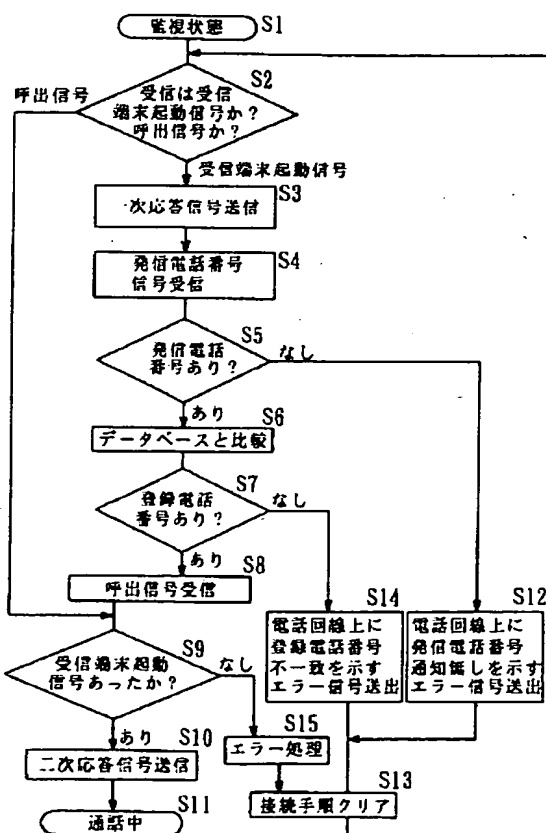 監視状態 S1
S2
呼出信号
受信は受信
端末起動信号か?
呼出信号か?
受信端末起動信号
S3
一次応答信号送信
S4
発信電話番号
信号受信
S5
発信電話
番号あり?
なし
あり
S6
データベースと比較
S7
登録電話
番号あり?
なし
あり
S8
呼出信号受信
S14
電話回線上に
登録電話番号
不一致を示す
エラー信号送出
S12
電話回線上に
発信電話番号
通知無しを示す
エラー信号送出
S9
受信端末起動
信号あったか?
なし
あり
S10
二次応答信号送信
S15
エラー処理
S13
接続手順クリア
S11
通話中